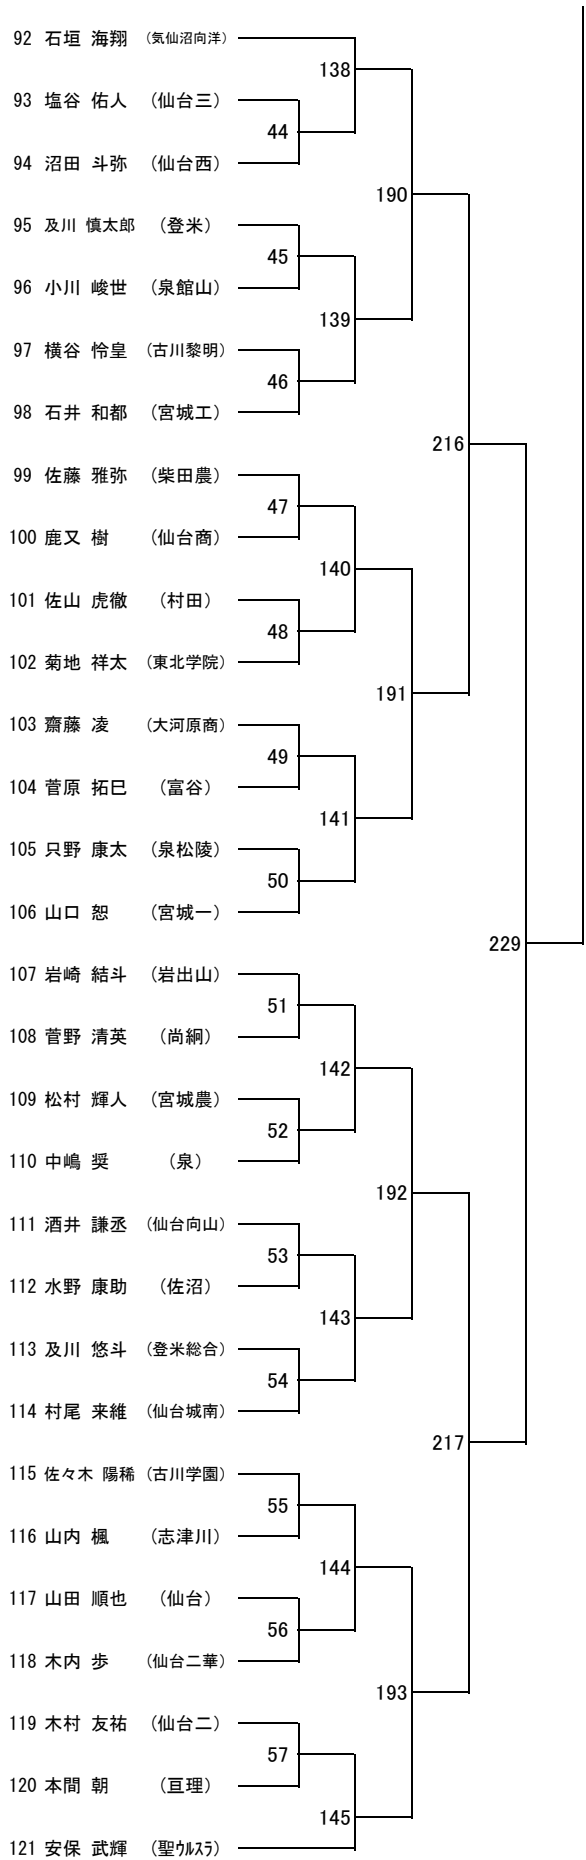 92 石垣 海翔 （気仙沼向洋）
138
93 塩谷 佑人 （仙台三）
44
94 沼田 斗弥 （仙台西）
190
95 及川 慎太郎 （登米）
45
96 小川 峻世 （泉館山）
139
97 横谷 怜皇 （古川黎明）
46
98 石井 和都 （宮城工）
216
99 佐藤 雅弥 （柴田農）
47
100 鹿又 樹 （仙台商）
140
101 佐山 虎徹 （村田）
48
102 菊地 祥太 （東北学院）
191
103 齋藤 凌 （大河原商）
49
104 菅原 拓巳 （富谷）
141
105 只野 康太 （泉松陵）
50
106 山口 恕 （宮城一）
229
107 岩崎 結斗 （岩出山）
51
108 菅野 清英 （尚絅）
142
109 松村 輝人 （宮城農）
52
110 中嶋 奨 （泉）
192
111 酒井 謙丞 （仙台向山）
53
112 水野 康助 （佐沼）
143
113 及川 悠斗 （登米総合）
54
114 村尾 来維 （仙台城南）
217
115 佐々木 陽稀 （古川学園）
55
116 山内 楓 （志津川）
144
117 山田 順也 （仙台）
56
118 木内 歩 （仙台二華）
193
119 木村 友祐 （仙台二）
57
120 本間 朝 （亘理）
145
121 安保 武輝 （聖ｳﾙｽﾗ）